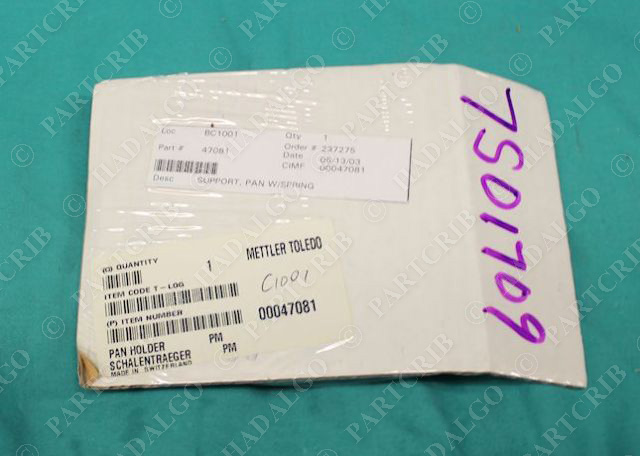 Loc BC1001 Qty 1
Part # 47081 Order # 237275
Date 05/13/03
CIMF 00047081
Desc SUPPORT, PAN W/SPRING
(Q) QUANTITY 1 METTLER TOLEDO
ITEM CODE T-LOG C1001
(P) ITEM NUMBER 00047081
PAN HOLDER PM
SCHALENTRAEGER PM
MADE IN SWITZERLAND
7501709
© PARTCRIB
© HADALGO